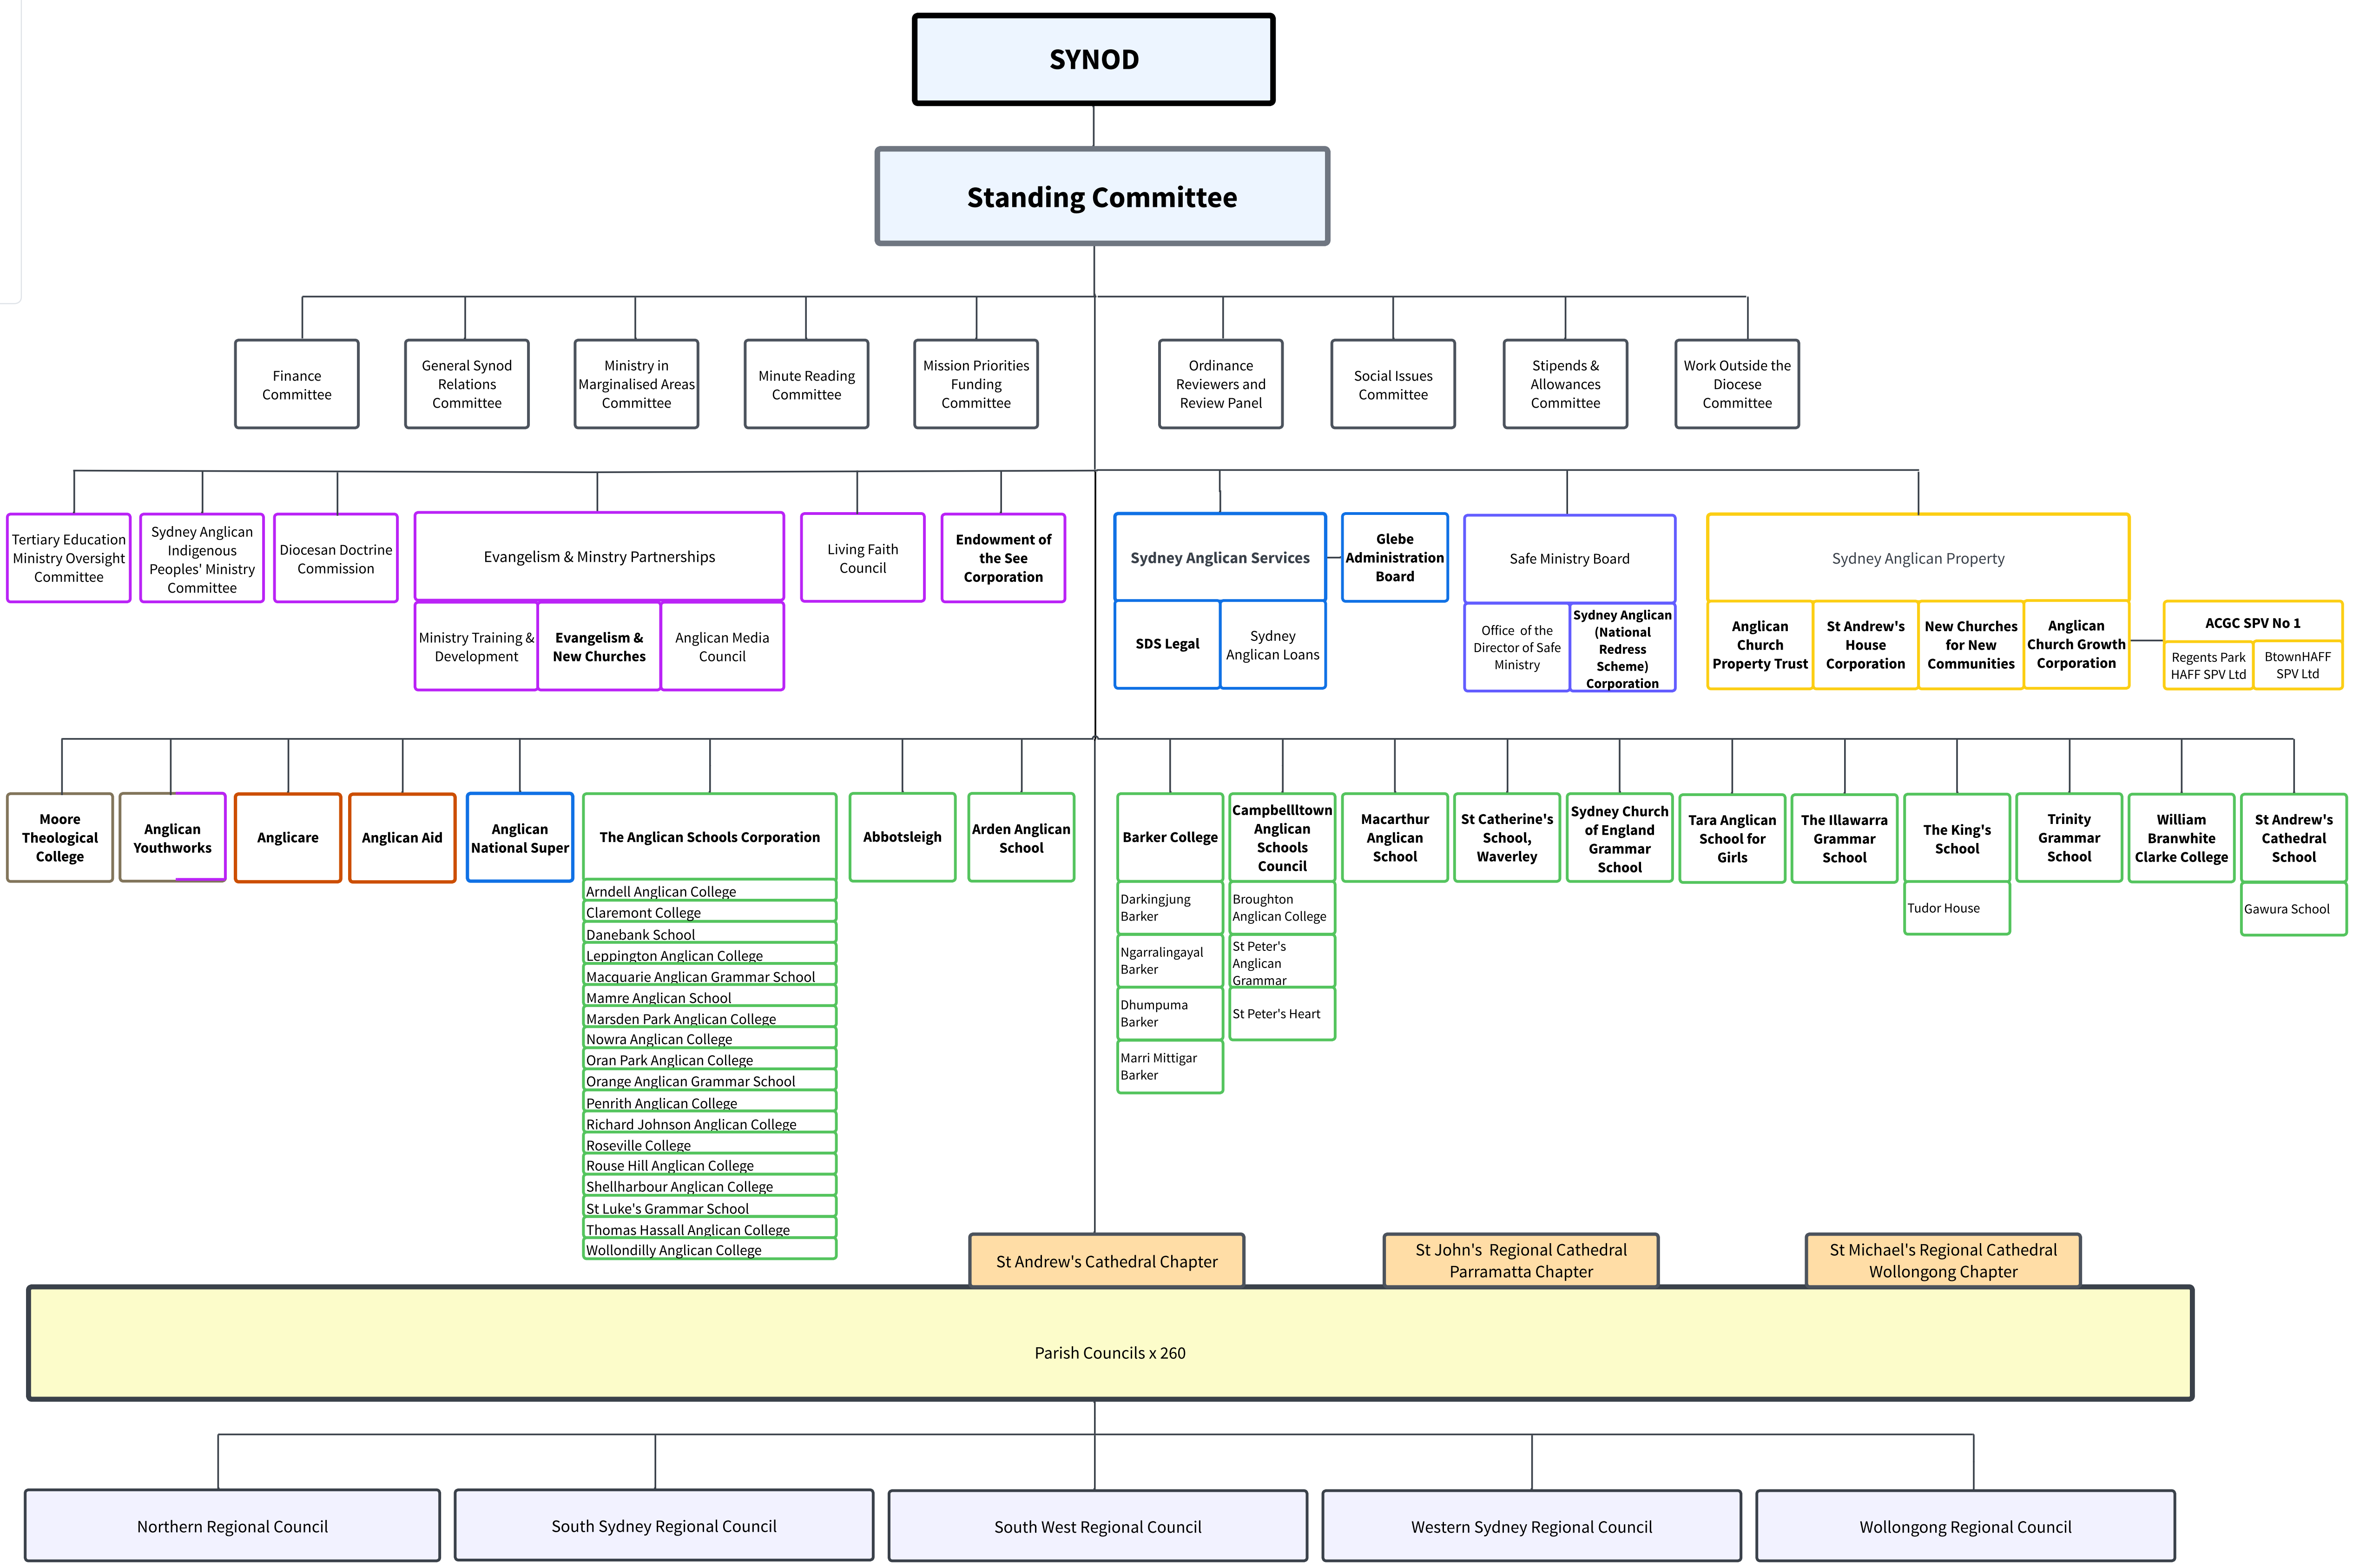 SYNOD
Standing Committee
Finance
Committee
General Synod
Relations
Committee
Ministry in
Marginalised Areas
Committee
Minute Reading
Committee
Mission Priorities
Funding
Committee
Ordinance
Reviewers and
Review Panel
Social Issues
Committee
Stipends &
Allowances
Committee
Work Outside the
Diocese
Committee
Tertiary Education
Ministry Oversight
Committee
Sydney Anglican
Indigenous
Peoples' Ministry
Committee
Diocesan Doctrine
Commission
Evangelism & Minstry Partnerships
Ministry Training &
Development
Evangelism &
New Churches
Anglican Media
Council
Living Faith
Council
Endowment of
the See
Corporation
Sydney Anglican Services
SDS Legal
Sydney
Anglican Loans
Glebe
Administration
Board
Safe Ministry Board
Office of the
Director of Safe
Ministry
Sydney Anglican
(National
Redress
Scheme)
Corporation
Sydney Anglican Property
Anglican
Church
Property Trust
St Andrew's
House
Corporation
New Churches
for New
Communities
Anglican
Church Growth
Corporation
ACGC SPV No 1
Regents Park
HAFF SPV Ltd
BtownHAFF
SPV Ltd
Moore
Theological
College
Anglican
Youthworks
Anglicare
Anglican Aid
Anglican
National Super
The Anglican Schools Corporation
Arndell Anglican College
Claremont College
Danebank School
Leppington Anglican College
Macquarie Anglican Grammar School
Mamre Anglican School
Marsden Park Anglican College
Nowra Anglican College
Oran Park Anglican College
Orange Anglican Grammar School
Penrith Anglican College
Richard Johnson Anglican College
Roseville College
Rouse Hill Anglican College
Shellharbour Anglican College
St Luke's Grammar School
Thomas Hassall Anglican College
Wollondilly Anglican College
Abbotsleigh
Arden Anglican
School
Barker College
Darkingjung
Barker
Ngarralingayal
Barker
Dhumpuma
Barker
Marri Mittigar
Barker
Campbellltown
Anglican
Schools
Council
Broughton
Anglican College
St Peter's
Anglican
Grammar
St Peter's Heart
Macarthur
Anglican
School
St Catherine's
School,
Waverley
Sydney Church
of England
Grammar
School
Tara Anglican
School for
Girls
The Illawarra
Grammar
School
The King's
School
Tudor House
Trinity
Grammar
School
William
Branwhite
Clarke College
St Andrew's
Cathedral
School
Gawura School
St Andrew's Cathedral Chapter
St John's Regional Cathedral
Parramatta Chapter
St Michael's Regional Cathedral
Wollongong Chapter
Parish Councils x 260
Northern Regional Council
South Sydney Regional Council
South West Regional Council
Western Sydney Regional Council
Wollongong Regional Council